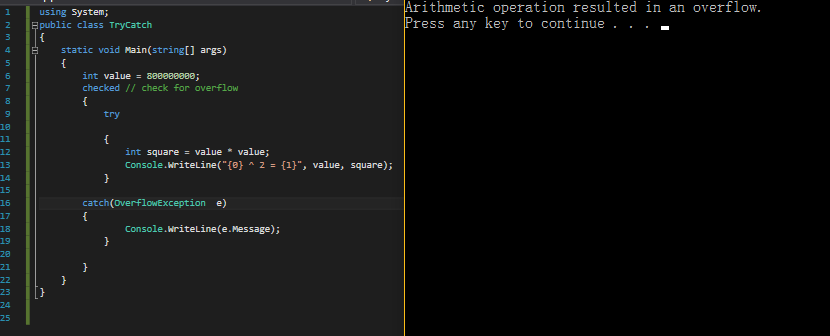 1 using System;
2 public class TryCatch
3 {
4 static void Main(string[] args)
5 {
6 int value = 800000000;
7 checked // check for overflow
8 {
9 try
10
11 {
12 int square = value * value;
13 Console.WriteLine("{0} ^ 2 = {1}", value, square);
14 }
15
16 catch(OverflowException e)
17 {
18 Console.WriteLine(e.Message);
19 }
20
21 }
22 }
23 }
24
25
Arithmetic operation resulted in an overflow.
Press any key to continue . . .